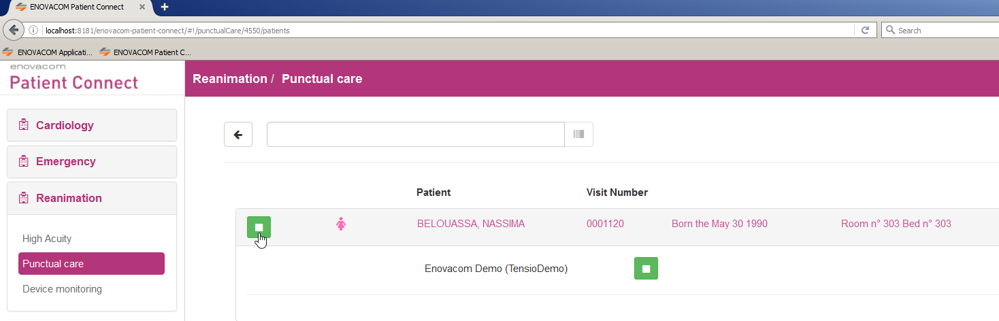 ENOVACOM Patient Connect
localhost:8181/enovacom-patient-connect/#!/punctualCare/4550/patients
Search
ENOVACOM Applicati...
ENOVACOM Patient C...
enovacom
Patient Connect
Reanimation / Punctual care
Cardiology
Emergency
Reanimation
High Acuity
Punctual care
Device monitoring
Patient Visit Number
BELOUASSA, NASSIMA 0001120 Born the May 30 1990 Room n° 303 Bed n° 303
Enovacom Demo (TensioDemo)